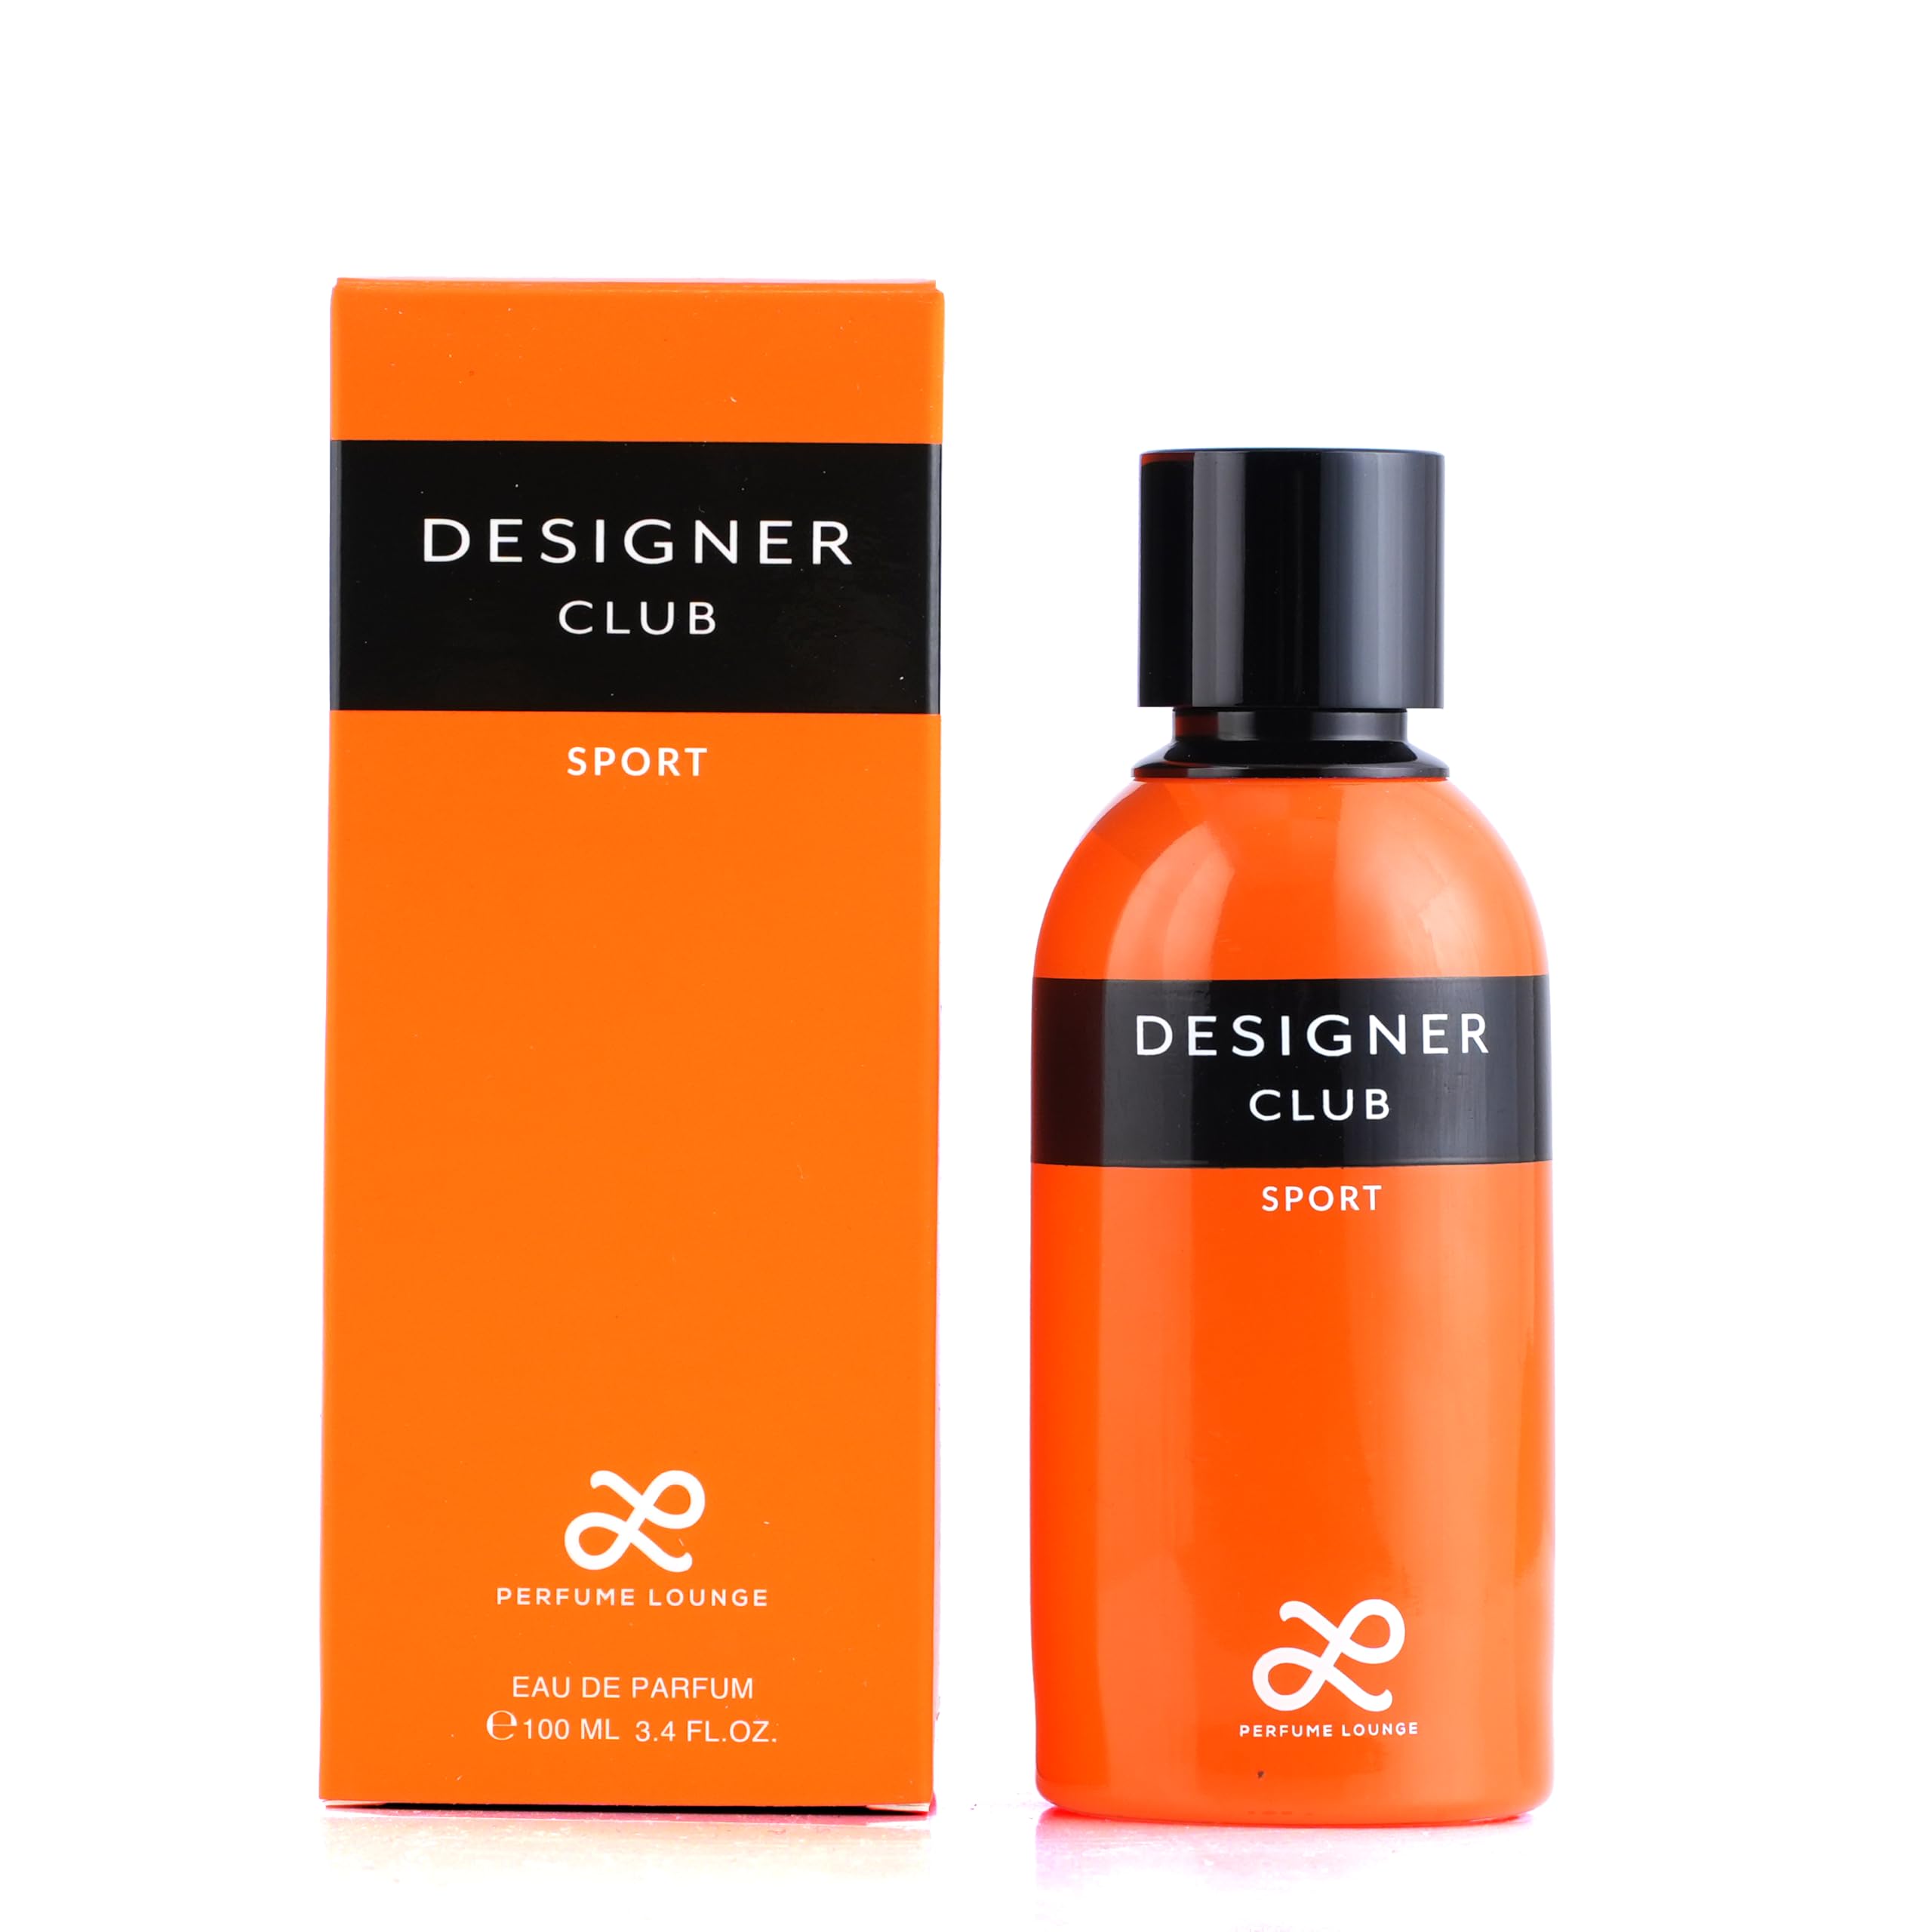 DESIGNER
CLUB
SPORT
PERFUME LOUNGE
EAU DE PARFUM
℮100 ML 3.4 FL.OZ.
DESIGNER
CLUB
SPORT
PERFUME LOUNGE